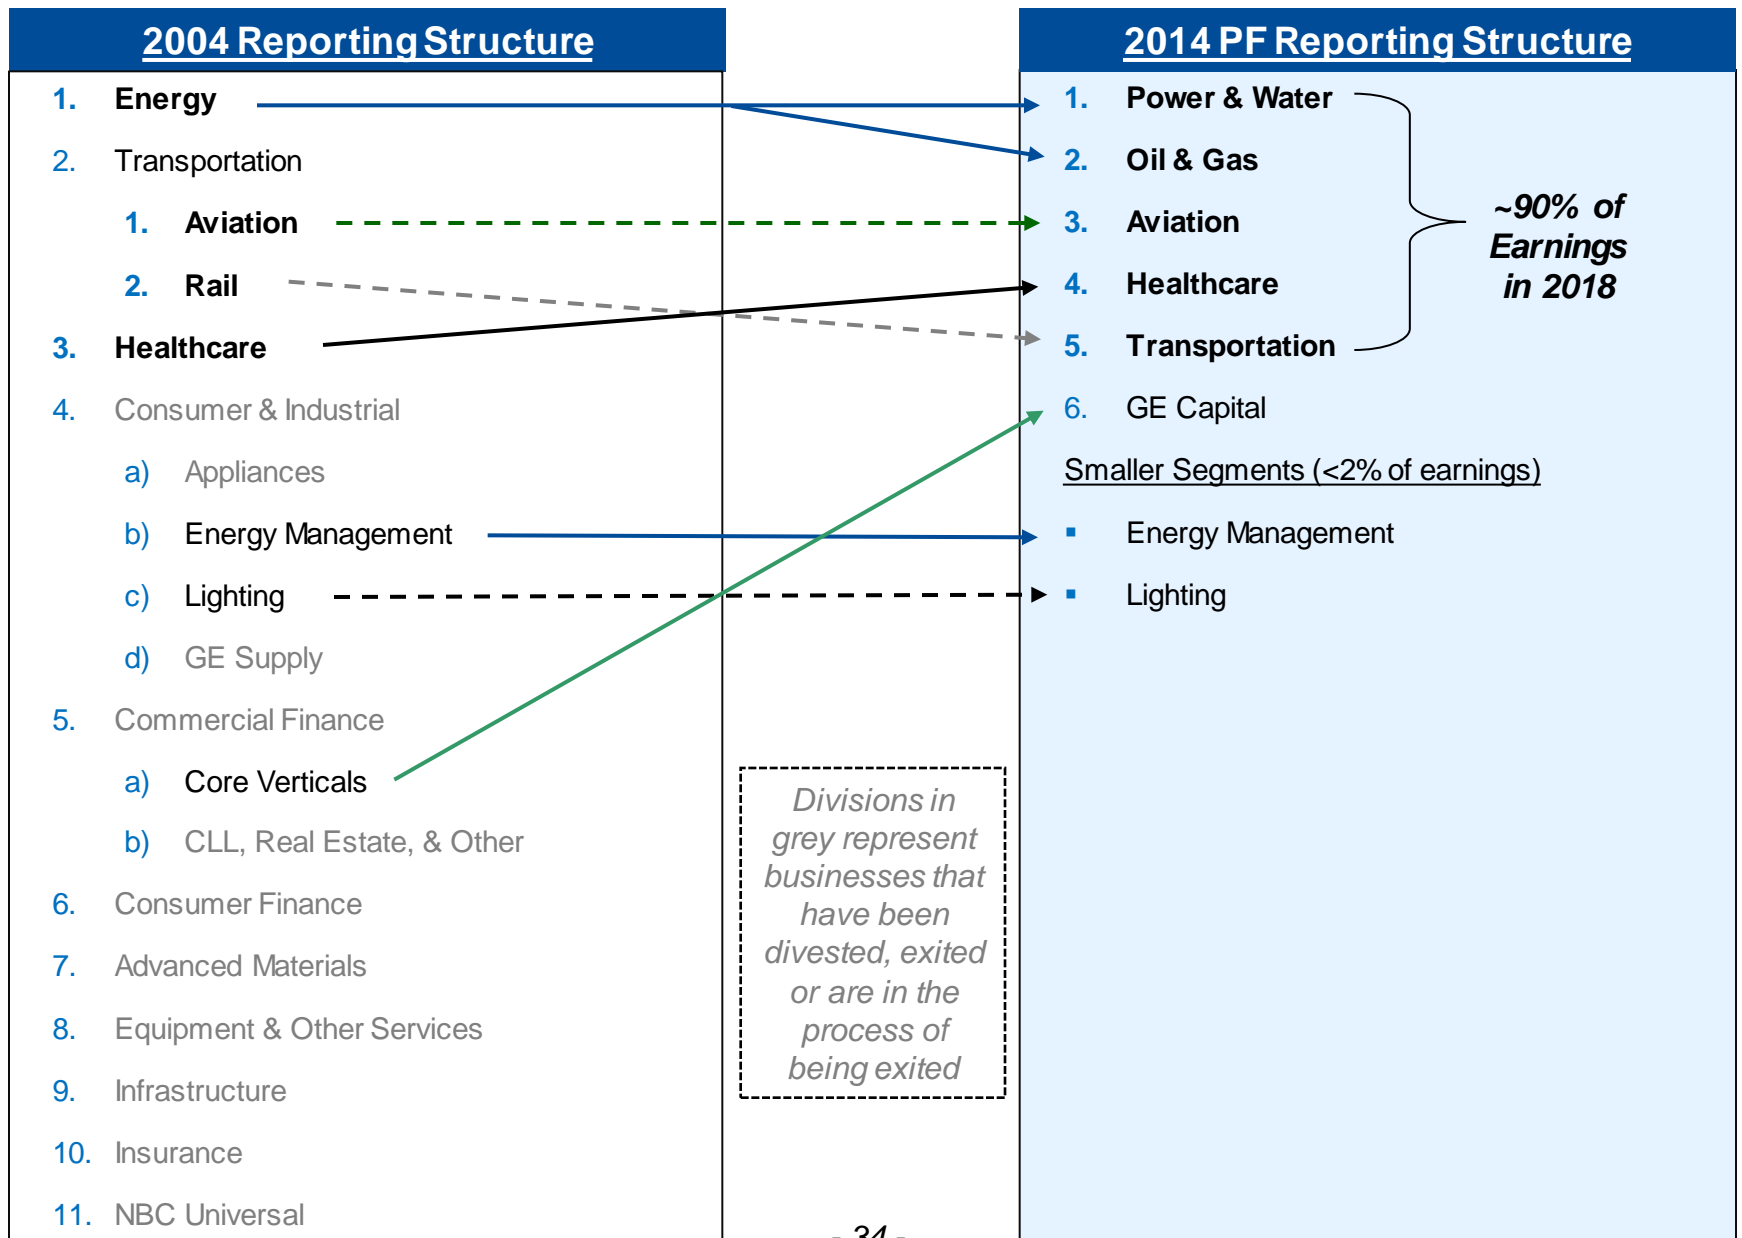 2004 Reporting Structure
1. Energy
2. Transportation
1. Aviation
2. Rail
3. Healthcare
4. Consumer & Industrial
a) Appliances
b) Energy Management
c) Lighting
d) GE Supply
5. Commercial Finance
a) Core Verticals
b) CLL, Real Estate, & Other
6. Consumer Finance
7. Advanced Materials
8. Equipment & Other Services
9. Infrastructure
10. Insurance
11. NBC Universal
Divisions in
grey represent
businesses that
have been
divested, exited
or are in the
process of
being exited
2014 PF Reporting Structure
1. Power & Water
2. Oil & Gas
3. Aviation
4. Healthcare
5. Transportation
6. GE Capital
~90% of
Earnings
in 2018
Smaller Segments (<2% of earnings)
▪ Energy Management
▪ Lighting
- 34 -